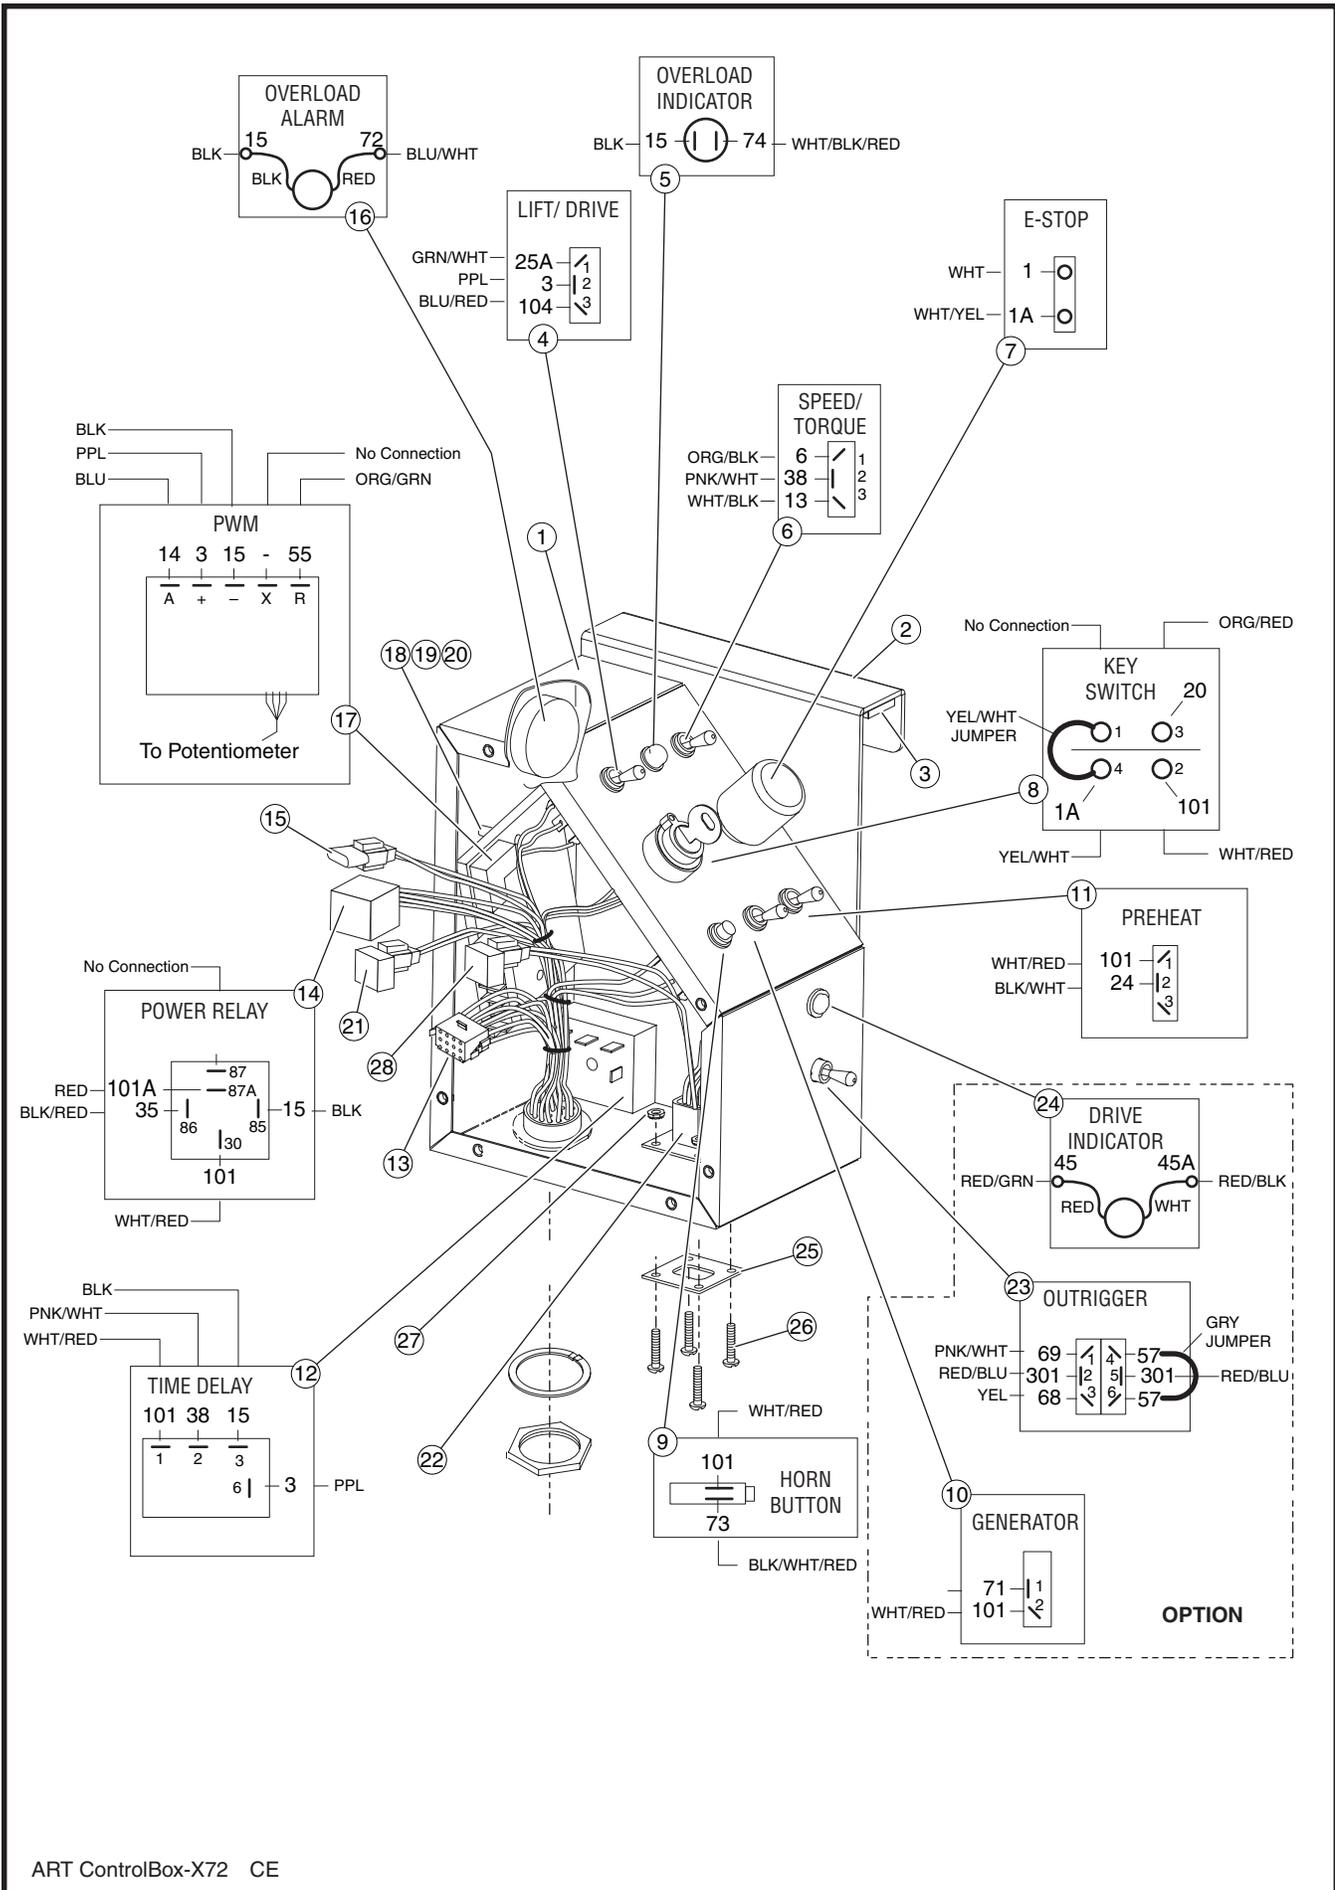 OVERLOAD
ALARM
15
72
BLK
BLU/WHT
BLK
RED
16
OVERLOAD
INDICATOR
BLK
15
74
WHT/BLK/RED
5
LIFT/ DRIVE
GRN/WHT
25A
1
PPL
3
2
BLU/RED
104
3
4
E-STOP
WHT
1
WHT/YEL
1A
7
SPEED/
TORQUE
ORG/BLK
6
1
PNK/WHT
38
2
WHT/BLK
13
3
6
BLK
PPL
BLU
No Connection
ORG/GRN
PWM
14 3 15 - 55
A + – X R
To Potentiometer
17
1
18 19 20
2
3
No Connection
ORG/RED
KEY
SWITCH
20
YEL/WHT
JUMPER
1
3
4
2
1A
101
YEL/WHT
WHT/RED
8
15
11
PREHEAT
WHT/RED
101
1
BLK/WHT
24
2
3
No Connection
14
POWER RELAY
87
RED
101A
87A
BLK/RED
35
15
BLK
86
85
30
101
WHT/RED
21
28
13
24
DRIVE
INDICATOR
45
45A
RED/GRN
RED/BLK
RED
WHT
23
OUTRIGGER
GRY
JUMPER
PNK/WHT
69
1
4
57
RED/BLU
301
2
5
301
RED/BLU
YEL
68
3
6
57
25
26
27
22
BLK
PNK/WHT
WHT/RED
12
TIME DELAY
101 38 15
1 2 3
6
3
PPL
WHT/RED
9
101
HORN
BUTTON
73
BLK/WHT/RED
10
GENERATOR
71
1
WHT/RED
101
2
OPTION
ART ControlBox-X72 CE